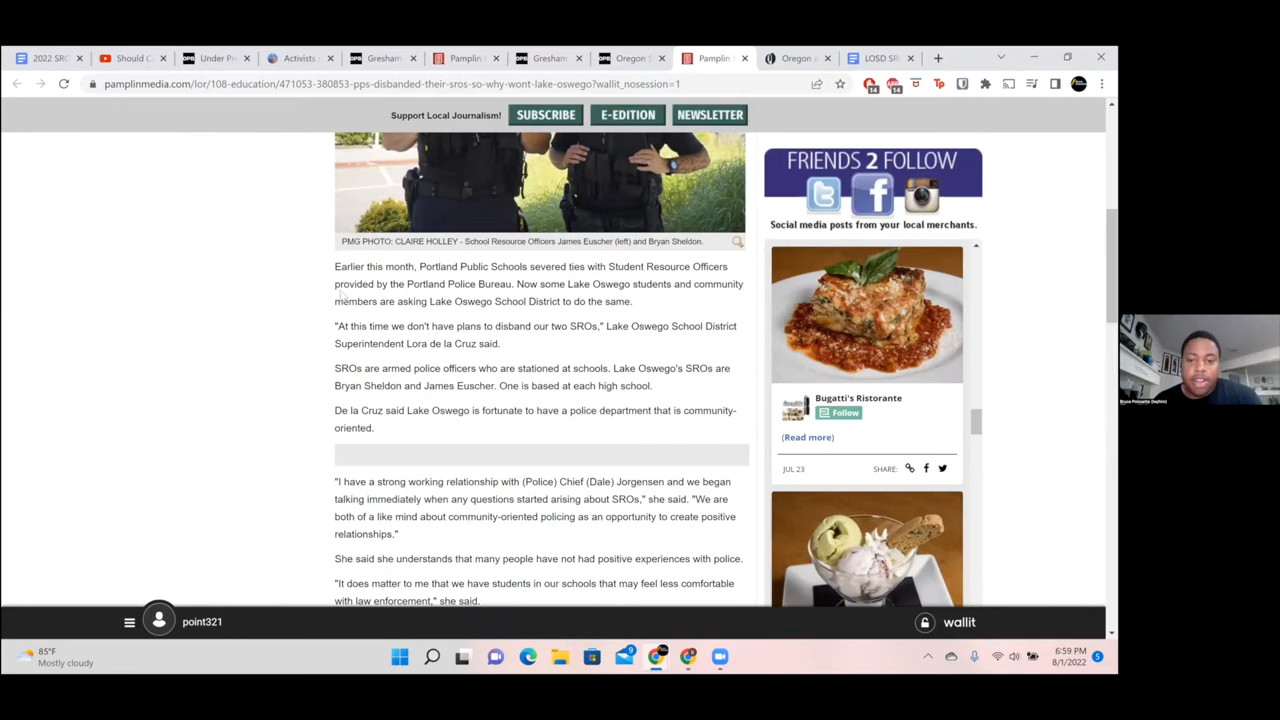 2022 SRO
Should C
Under Pr
Activists
Gresham
Pamplin
Gresham
Oregon S
Pamplin
Oregon a
LOSD SR
pamplinmedia.com/lor/108-education/471053-380853-pps-disbanded-their-sros-so-why-wont-lake-oswego?wallit_nosession=1
Support Local Journalism! SUBSCRIBE E-EDITION NEWSLETTER
PMG PHOTO: CLAIRE HOLLEY - School Resource Officers James Euscher (left) and Bryan Sheldon.
Earlier this month, Portland Public Schools severed ties with Student Resource Officers
provided by the Portland Police Bureau. Now some Lake Oswego students and community
members are asking Lake Oswego School District to do the same.
"At this time we don't have plans to disband our two SROs," Lake Oswego School District
Superintendent Lora de la Cruz said.
SROs are armed police officers who are stationed at schools. Lake Oswego's SROs are
Bryan Sheldon and James Euscher. One is based at each high school.
De la Cruz said Lake Oswego is fortunate to have a police department that is community-
oriented.
"I have a strong working relationship with (Police) Chief (Dale) Jorgensen and we began
talking immediately when any questions started arising about SROs," she said. "We are
both of a like mind about community-oriented policing as an opportunity to create positive
relationships."
She said she understands that many people have not had positive experiences with police.
"It does matter to me that we have students in our schools that may feel less comfortable
with law enforcement," she said.
FRIENDS 2 FOLLOW
Social media posts from your local merchants.
Bugatti's Ristorante
Follow
(Read more)
JUL 23 SHARE:
point321
wallit
85°F
Mostly cloudy
6:59 PM
8/1/2022